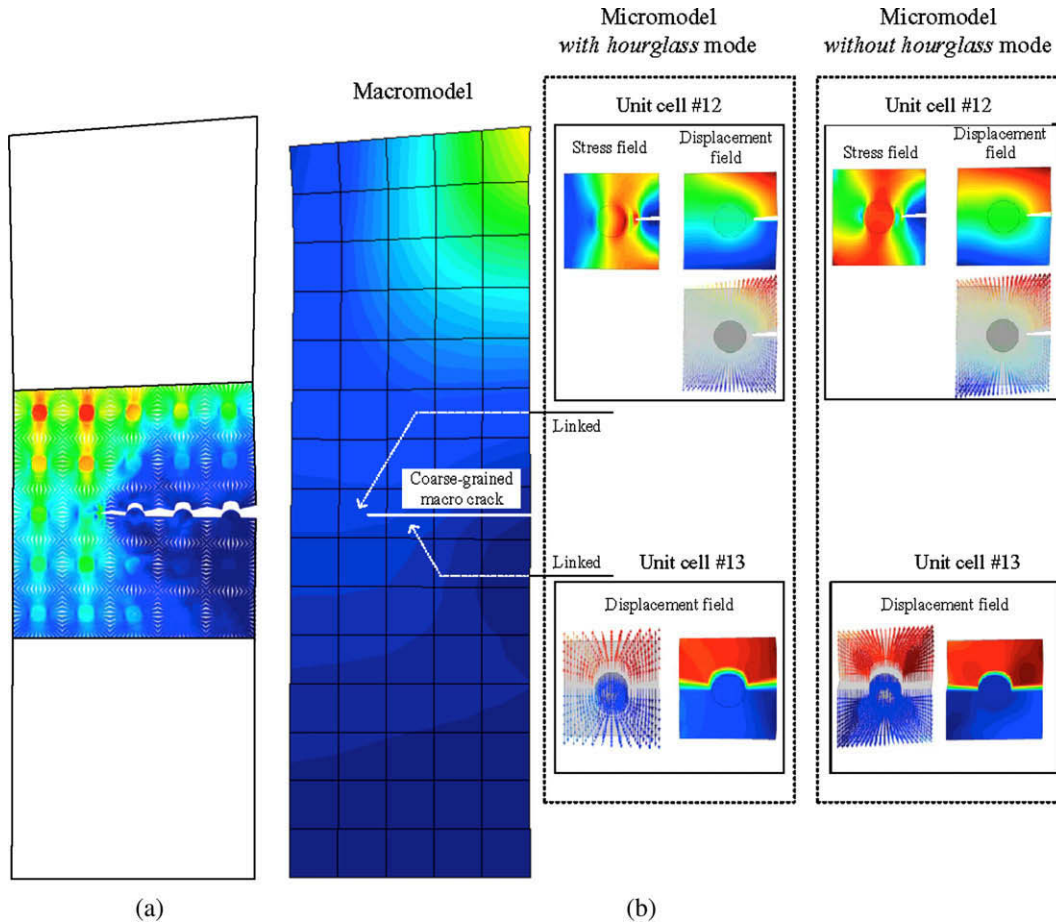 Micromodel
with hourglass mode
Micromodel
without hourglass mode
Macromodel
Unit cell #12
Stress field
Displacement
field
Unit cell #12
Stress field
Displacement
field
Linked
Coarse-grained
macro crack
Linked
Unit cell #13
Displacement field
Unit cell #13
Displacement field
(a)
(b)